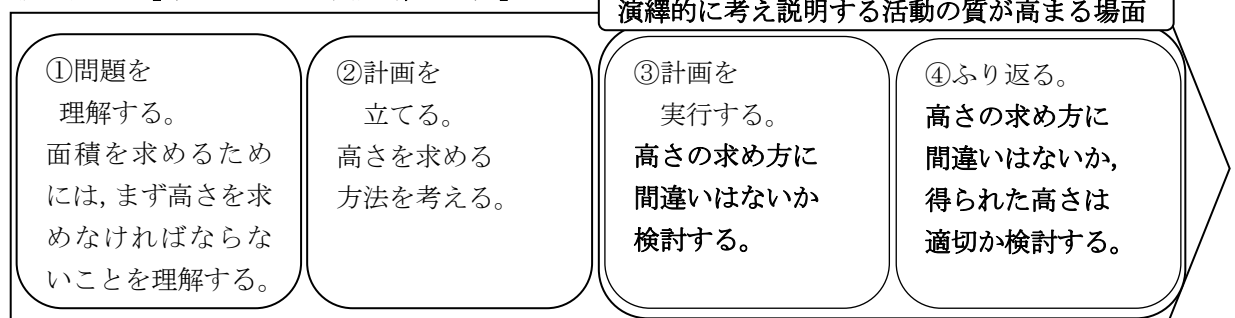 演繹的に考え説明する活動の質が高まる場面
①問題を
理解する。
面積を求めるため
には,まず高さを求
めなければならな
いことを理解する。
②計画を
立てる。
高さを求める
方法を考える。
③計画を
実行する。
高さの求め方に
間違いはないか
検討する。
④ふり返る。
高さの求め方に
間違いはないか,
得られた高さは
適切か検討する。